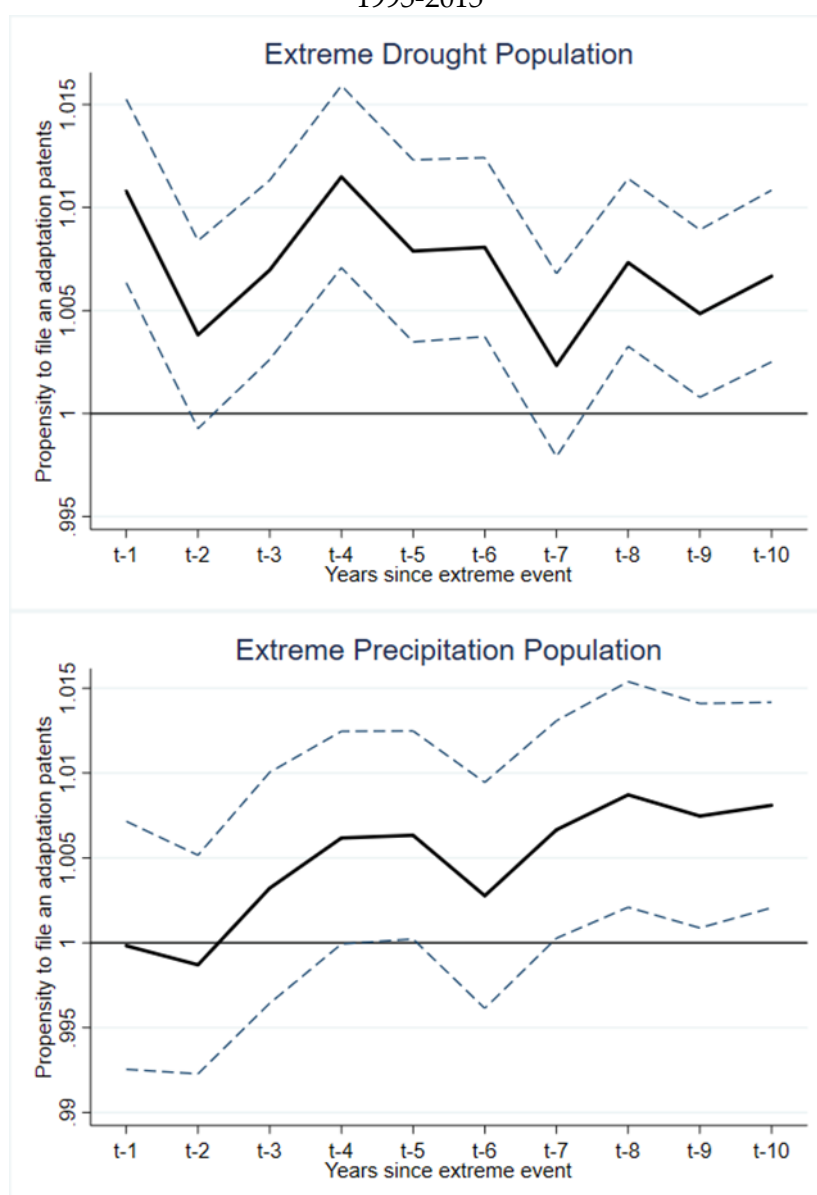 1995-2015
Extreme Drought Population
Propensity to file an adaptation patents
1.015
1.01
1.005
1
.995
t-1 t-2 t-3 t-4 t-5 t-6 t-7 t-8 t-9 t-10
Years since extreme event
Extreme Precipitation Population
Propensity to file an adaptation patents
1.015
1.01
1.005
1
.995
.99
t-1 t-2 t-3 t-4 t-5 t-6 t-7 t-8 t-9 t-10
Years since extreme event